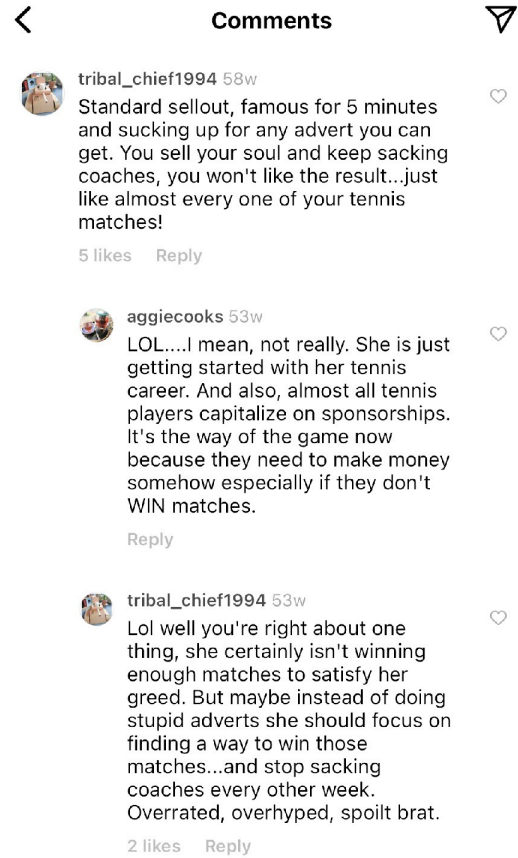 Comments
tribal_chief1994 58w
Standard sellout, famous for 5 minutes
and sucking up for any advert you can
get. You sell your soul and keep sacking
coaches, you won't like the result...just
like almost every one of your tennis
matches!
5 likes Reply
aggiecooks 53w
LOL....I mean, not really. She is just
getting started with her tennis
career. And also, almost all tennis
players capitalize on sponsorships.
It's the way of the game now
because they need to make money
somehow especially if they don't
WIN matches.
Reply
tribal_chief1994 53w
Lol well you're right about one
thing, she certainly isn't winning
enough matches to satisfy her
greed. But maybe instead of doing
stupid adverts she should focus on
finding a way to win those
matches...and stop sacking
coaches every other week.
Overrated, overhyped, spoilt brat.
2 likes Reply